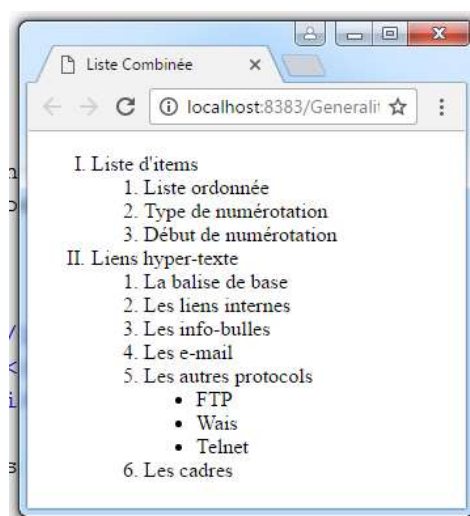 Liste Combinée
localhost:8383/Generali
I. Liste d'items
1. Liste ordonnée
2. Type de numérotation
3. Début de numérotation
II. Liens hyper-texte
1. La balise de base
2. Les liens internes
3. Les info-bulles
4. Les e-mail
5. Les autres protocols
• FTP
• Wais
• Telnet
6. Les cadres